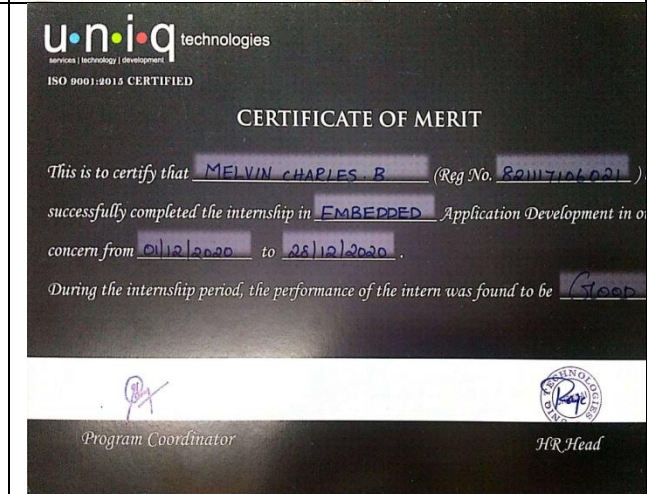 u•n•i•q technologies
services | technology | development
ISO 9001:2015 CERTIFIED
CERTIFICATE OF MERIT
This is to certify that MELVIN CHARLES. B (Reg No. 821117106021 )
successfully completed the internship in EMBEDDED Application Development in
concern from 01/12/2020 to 28/12/2020 .
During the internship period, the performance of the intern was found to be GOOD
Program Coordinator
HR Head